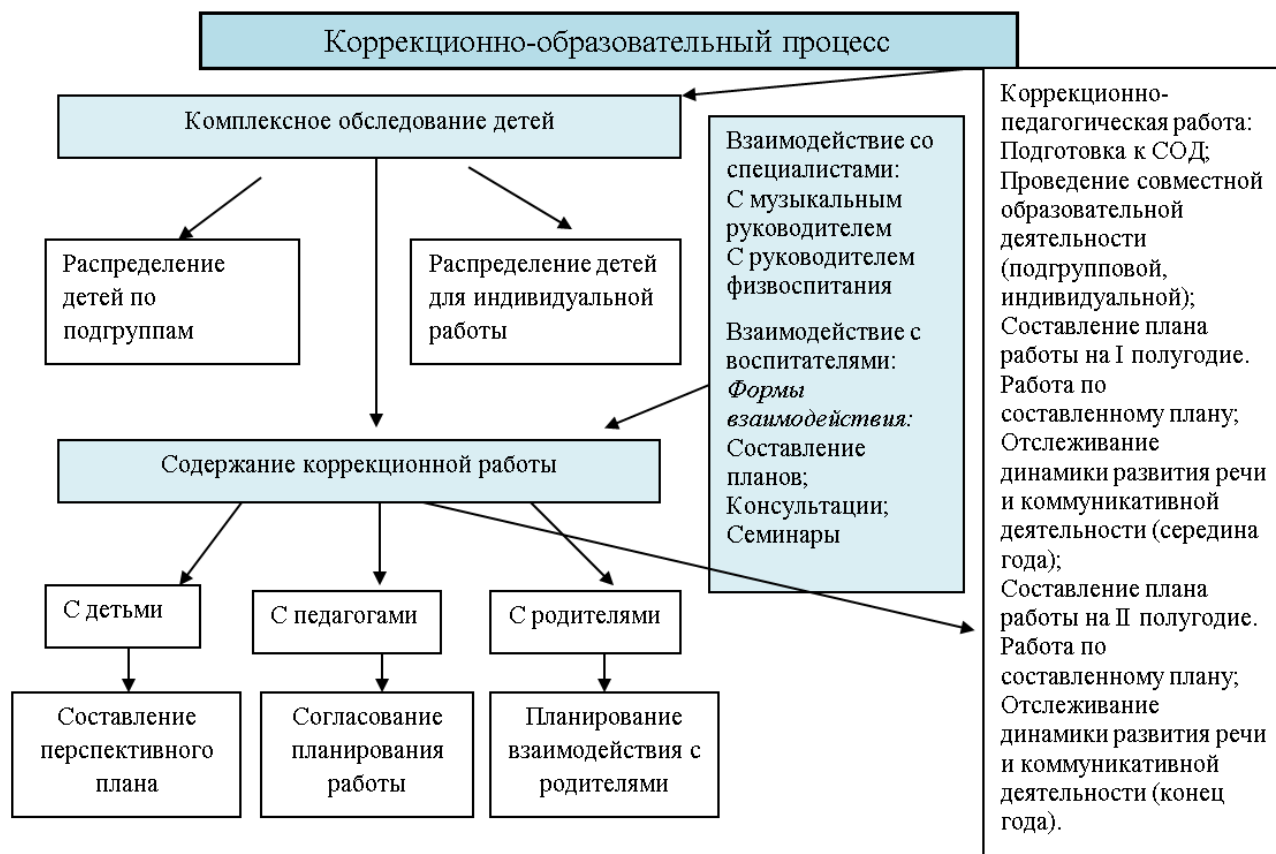 Коррекционно-образовательный процесс
Комплексное обследование детей
Распределение
детей по
подгруппам
Распределение детей
для индивидуальной
работы
Взаимодействие со
специалистами:
С музыкальным
руководителем
С руководителем
физвоспитания
Взаимодействие с
воспитателями:
Формы
взаимодействия:
Составление
планов;
Консультации;
Семинары
Содержание коррекционной работы
С детьми
С педагогами
С родителями
Составление
перспективного
плана
Согласование
планирования
работы
Планирование
взаимодействия с
родителями
Коррекционно-
педагогическая работа:
Подготовка к СОД;
Проведение совместной
образовательной
деятельности
(подгрупповой,
индивидуальной);
Составление плана
работы на I полугодие.
Работа по
составленному плану;
Отслеживание
динамики развития речи
и коммуникативной
деятельности (середина
года);
Составление плана
работы на II полугодие.
Работа по
составленному плану;
Отслеживание
динамики развития речи
и коммуникативной
деятельности (конец
года).